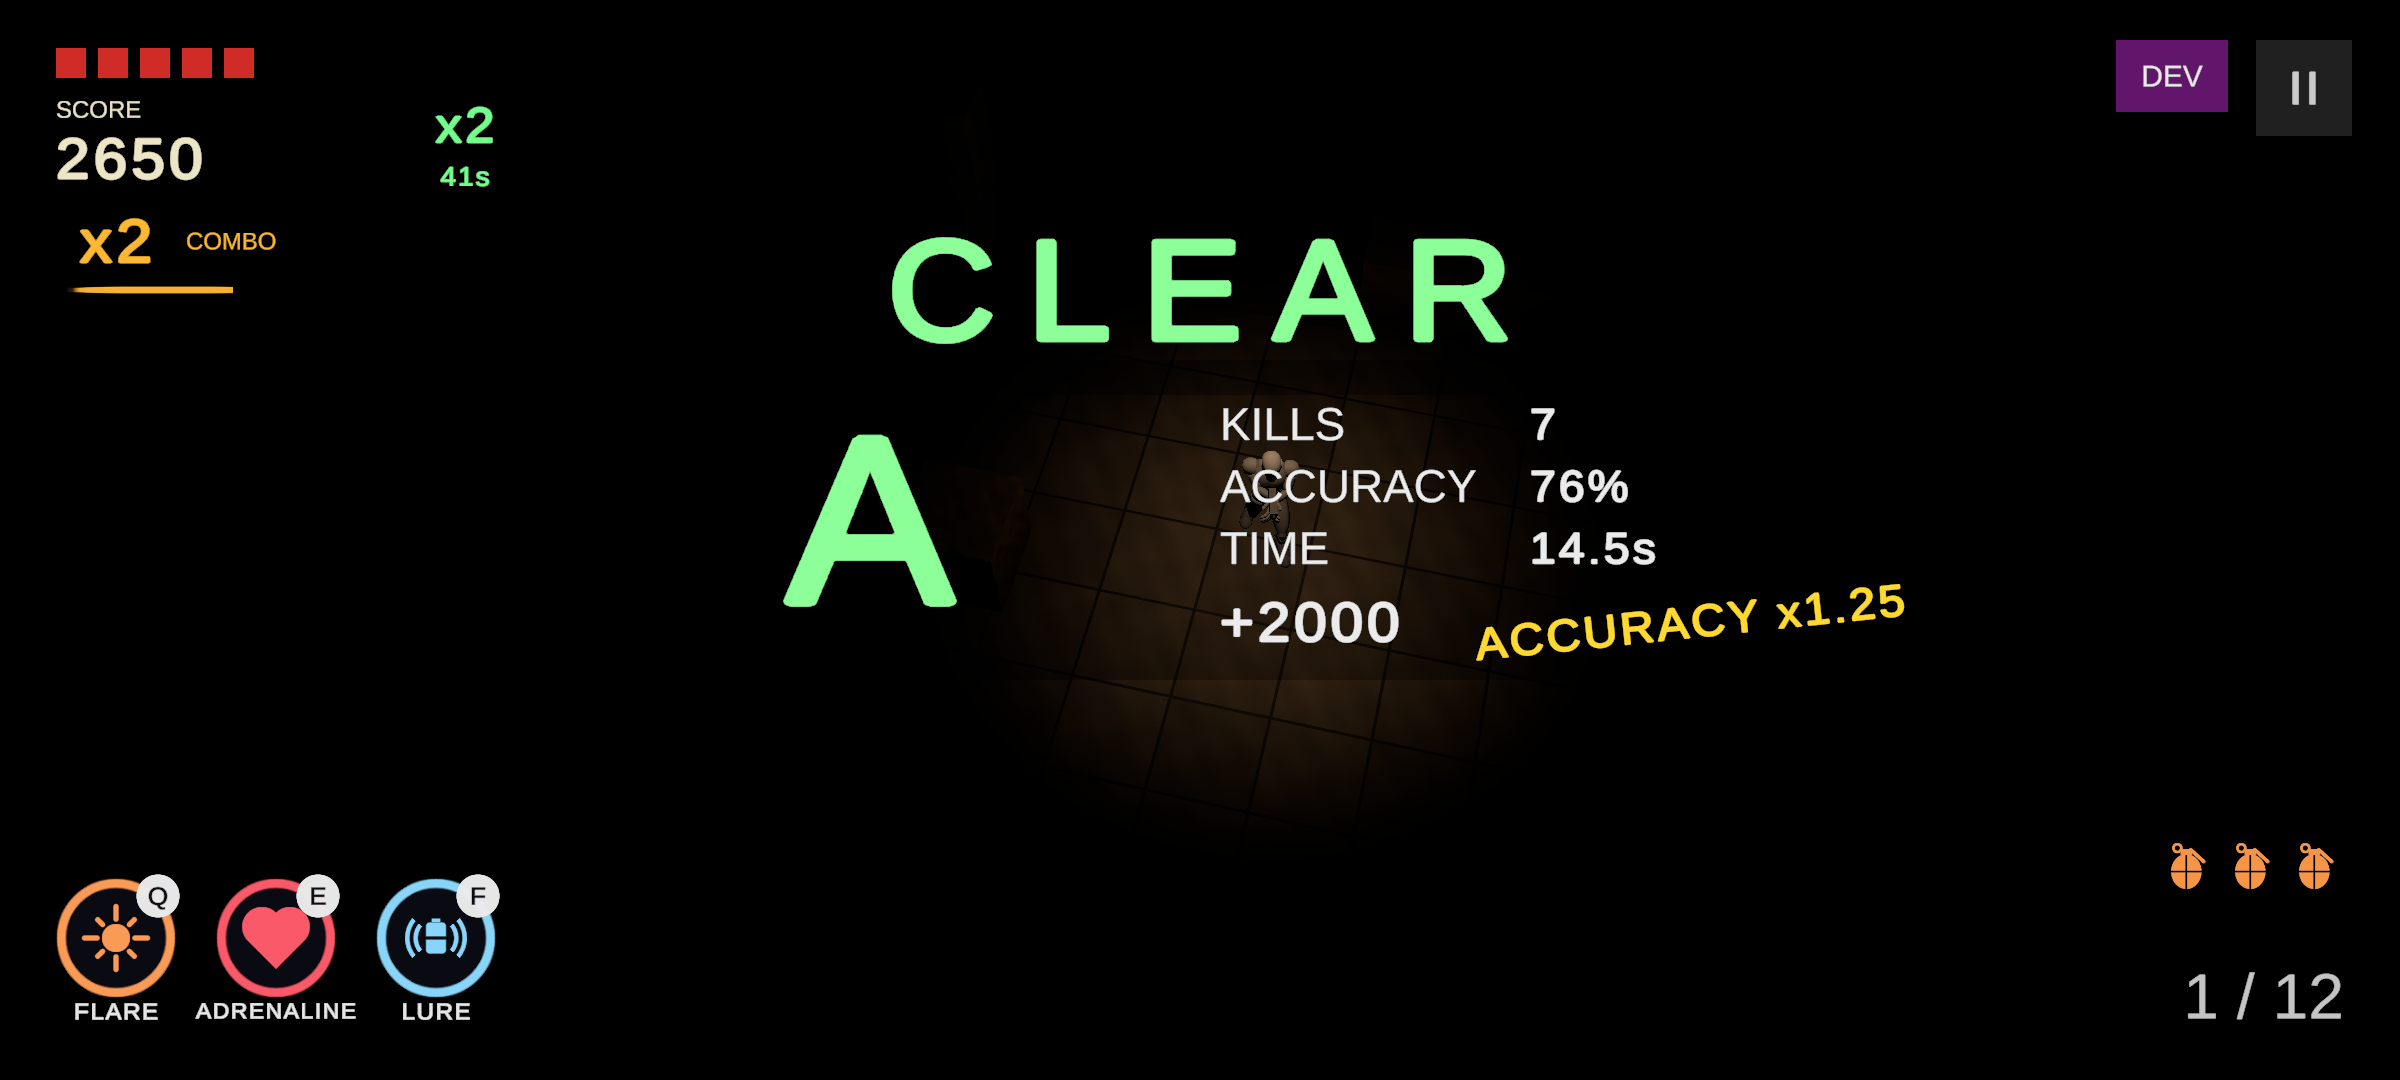 SCORE
2650
x2
41s
x2 COMBO
DEV
CLEAR
A
KILLS 7
ACCURACY 76%
TIME 14.5s
+2000
ACCURACY x1.25
Q
E
F
FLARE
ADRENALINE
LURE
1 / 12